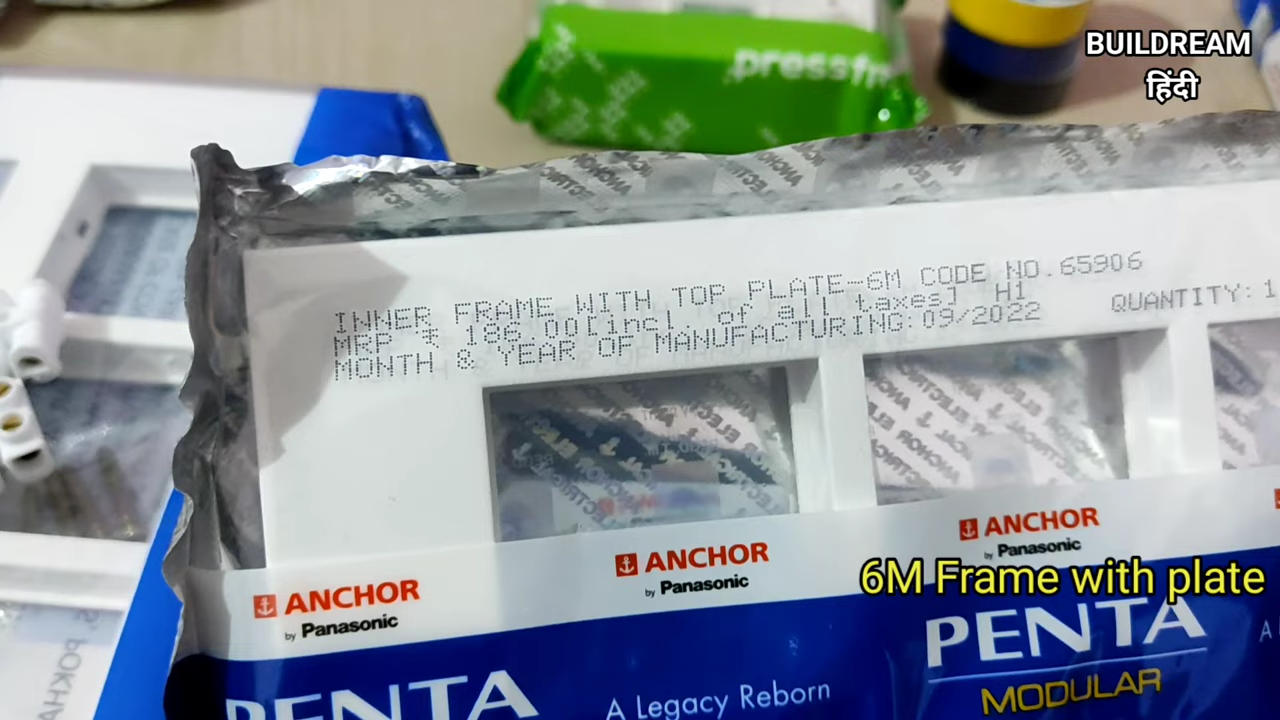 BUILDREAM
हिंदी
pressfit
INNER FRAME WITH TOP PLATE-6M CODE NO.65906
MRP ₹ 186.00[incl. of all taxes] H1
QUANTITY:1
MONTH & YEAR OF MANUFACTURING:09/2022
ANCHOR
by Panasonic
ANCHOR
by Panasonic
ANCHOR
by Panasonic
6M Frame with plate
PENTA
MODULAR
PENTA
A Legacy Reborn
A